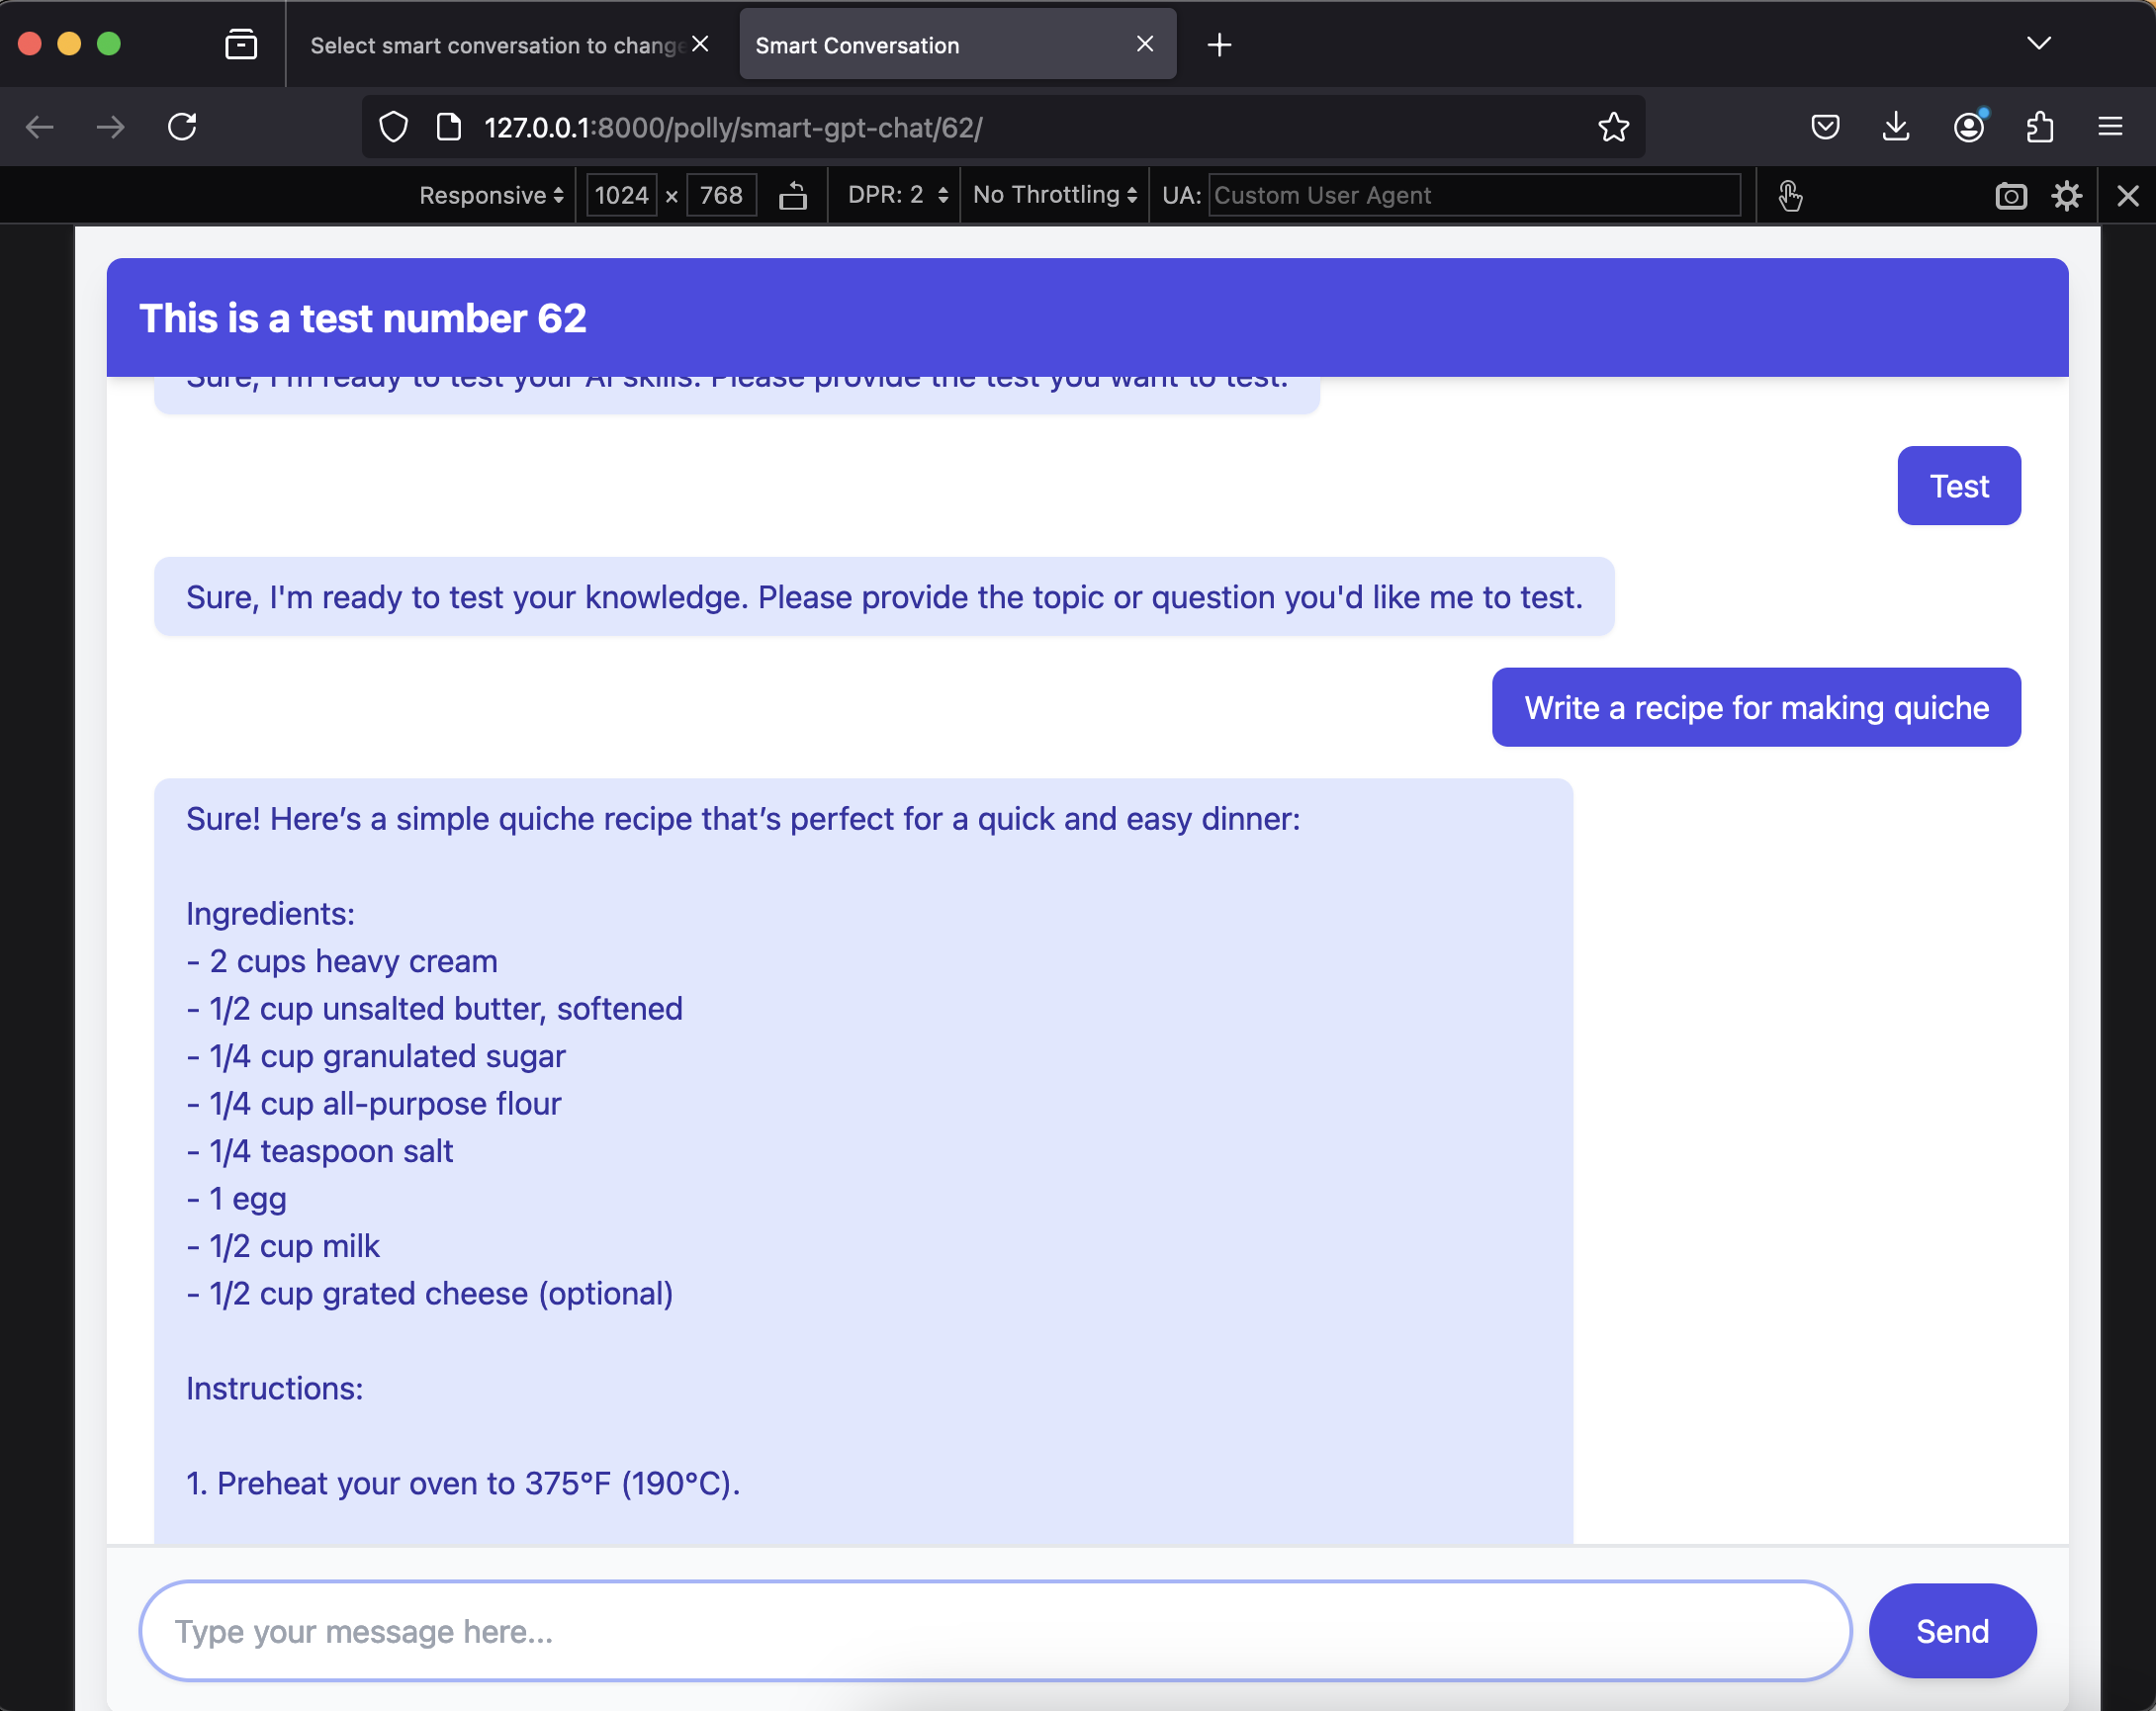 Select smart conversation to change
Smart Conversation
127.0.0.1:8000/polly/smart-gpt-chat/62/
Responsive 1024 × 768 DPR: 2 No Throttling UA: Custom User Agent
This is a test number 62
Sure, I'm ready to test your AI skills. Please provide the test you want to test.
Test
Sure, I'm ready to test your knowledge. Please provide the topic or question you'd like me to test.
Write a recipe for making quiche
Sure! Here’s a simple quiche recipe that’s perfect for a quick and easy dinner:
Ingredients:
- 2 cups heavy cream
- 1/2 cup unsalted butter, softened
- 1/4 cup granulated sugar
- 1/4 cup all-purpose flour
- 1/4 teaspoon salt
- 1 egg
- 1/2 cup milk
- 1/2 cup grated cheese (optional)
Instructions:
1. Preheat your oven to 375°F (190°C).
Type your message here...
Send